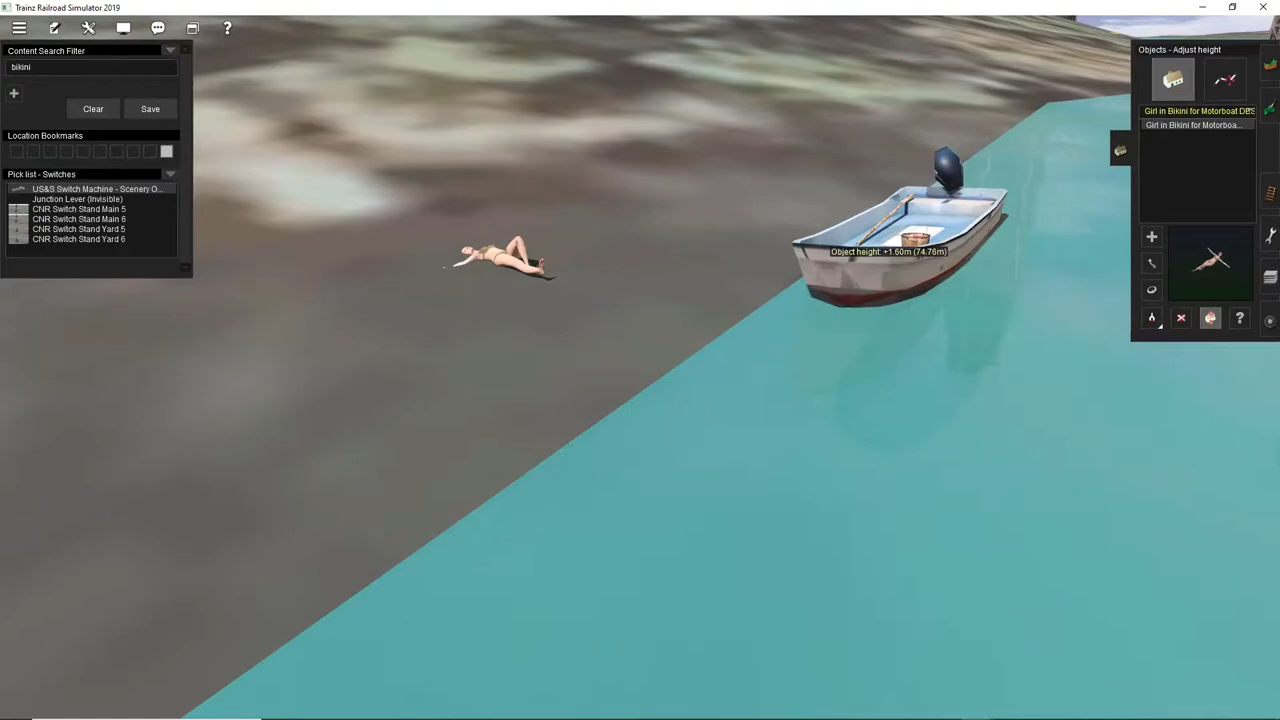 Trainz Railroad Simulator 2019
Content Search Filter
bikini
Clear
Save
Location Bookmarks
Pick list - Switches
US&S Switch Machine - Scenery O...
Junction Lever (Invisible)
CNR Switch Stand Main 5
CNR Switch Stand Main 6
CNR Switch Stand Yard 5
CNR Switch Stand Yard 6
Object height: +1.60m (74.76m)
Objects - Adjust height
Girl in Bikini for Motorboat DES
Girl in Bikini for Motorboa...